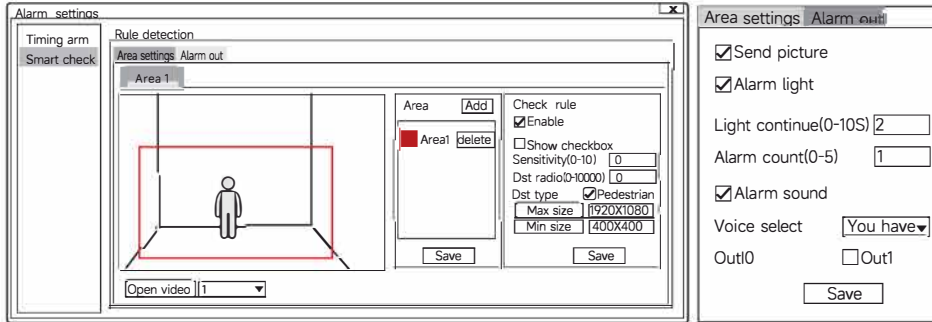 Alarm settings
x
Timing arm
Smart check
Rule detection
Area settings Alarm out
Area 1
Area Add
Area1 delete
Save
Check rule
Enable
Show checkbox
Sensitivity(0-10) 0
Dst radio(0-10000) 0
Dst type Pedestrian
Max size 1920X1080
Min size 400X400
Save
Open video 1
Area settings Alarm out
Send picture
Alarm light
Light continue(0-10S) 2
Alarm count(0-5) 1
Alarm sound
Voice select You have
OutI0 Out1
Save